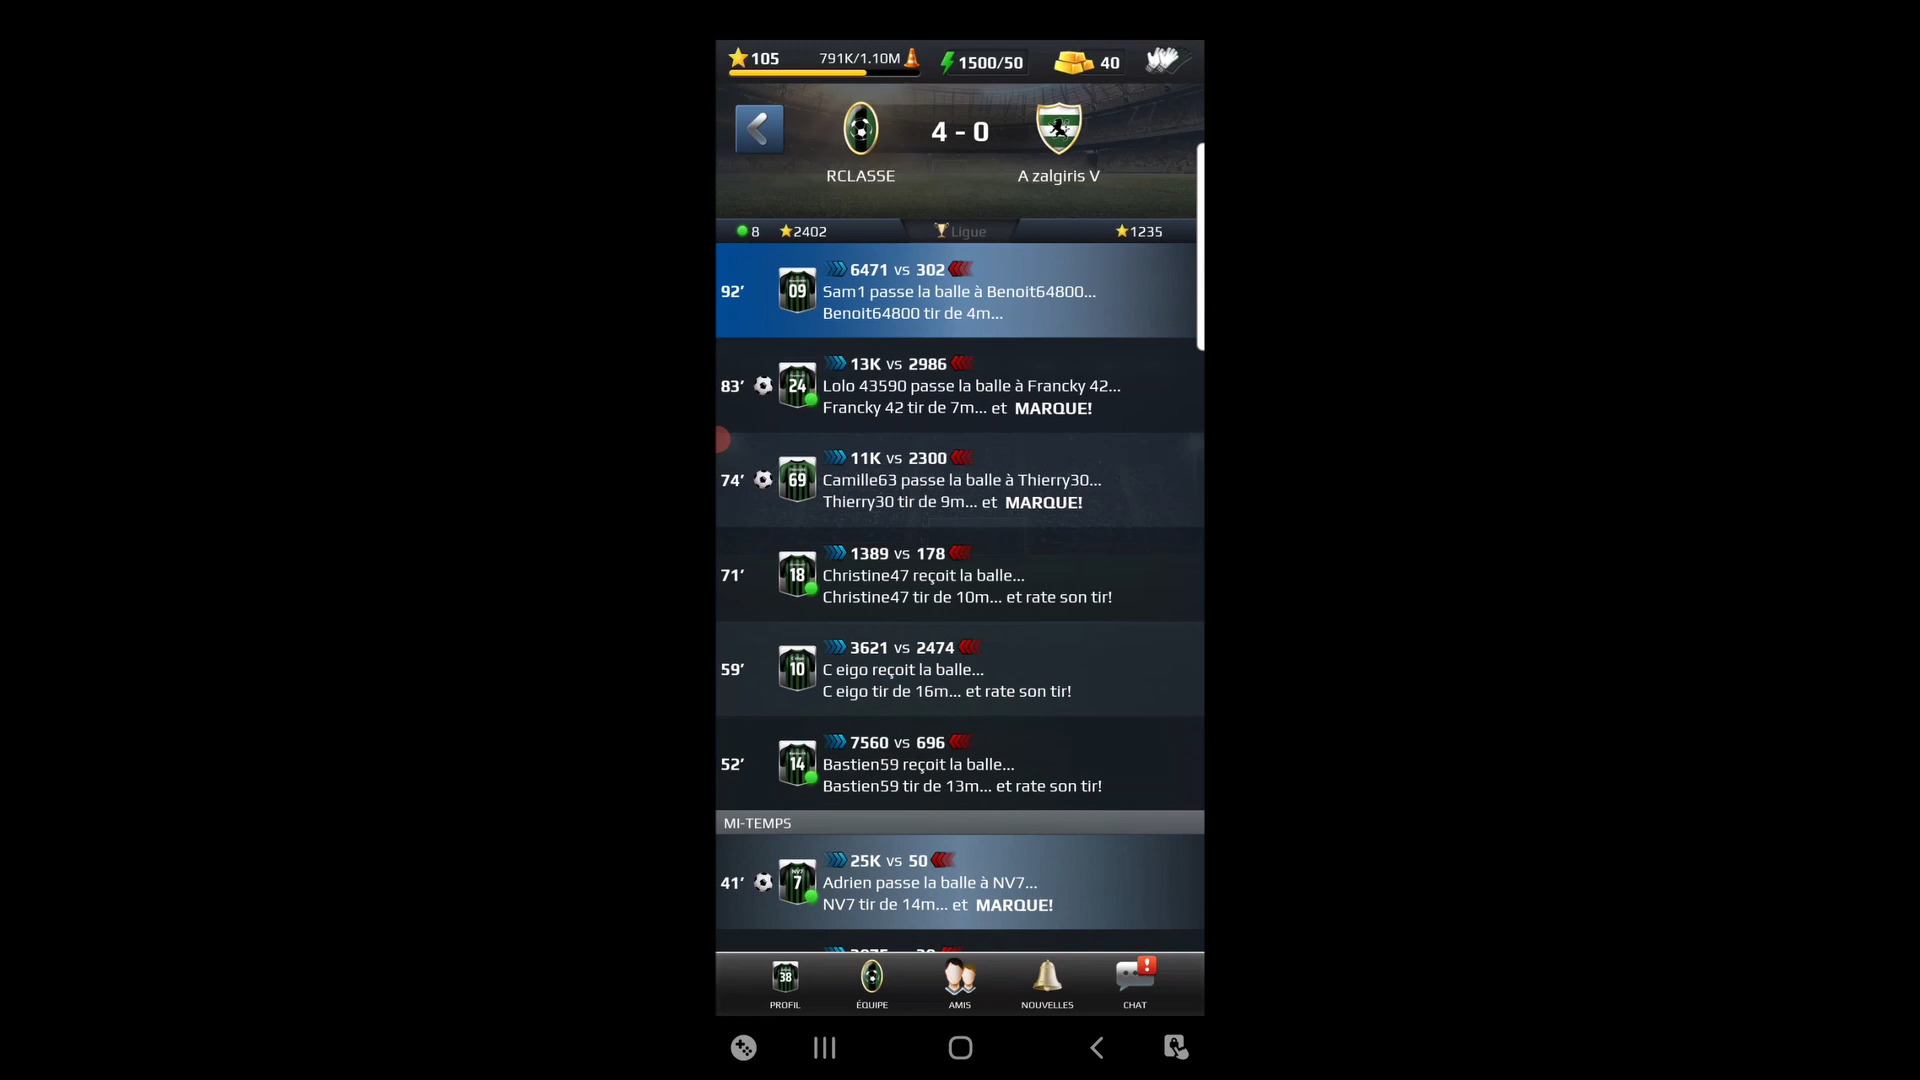 105 791K/1.10M 1500/50 40
4 - 0
RCLASSE A zalgiris V
8 2402 Ligue 1235
6471 vs 302
92’ 09 Sam1 passe la balle à Benoit64800...
Benoit64800 tir de 4m...
13K vs 2986
83’ 24 Lolo 43590 passe la balle à Francky 42...
Francky 42 tir de 7m... et MARQUE!
11K vs 2300
74’ 69 Camille63 passe la balle à Thierry30...
Thierry30 tir de 9m... et MARQUE!
1389 vs 178
71’ 18 Christine47 reçoit la balle...
Christine47 tir de 10m... et rate son tir!
3621 vs 2474
59’ 10 C eigo reçoit la balle...
C eigo tir de 16m... et rate son tir!
7560 vs 696
52’ 14 Bastien59 reçoit la balle...
Bastien59 tir de 13m... et rate son tir!
MI-TEMPS
25K vs 50
41’ NV7 7 Adrien passe la balle à NV7...
NV7 tir de 14m... et MARQUE!
38
PROFIL ÉQUIPE AMIS NOUVELLES CHAT